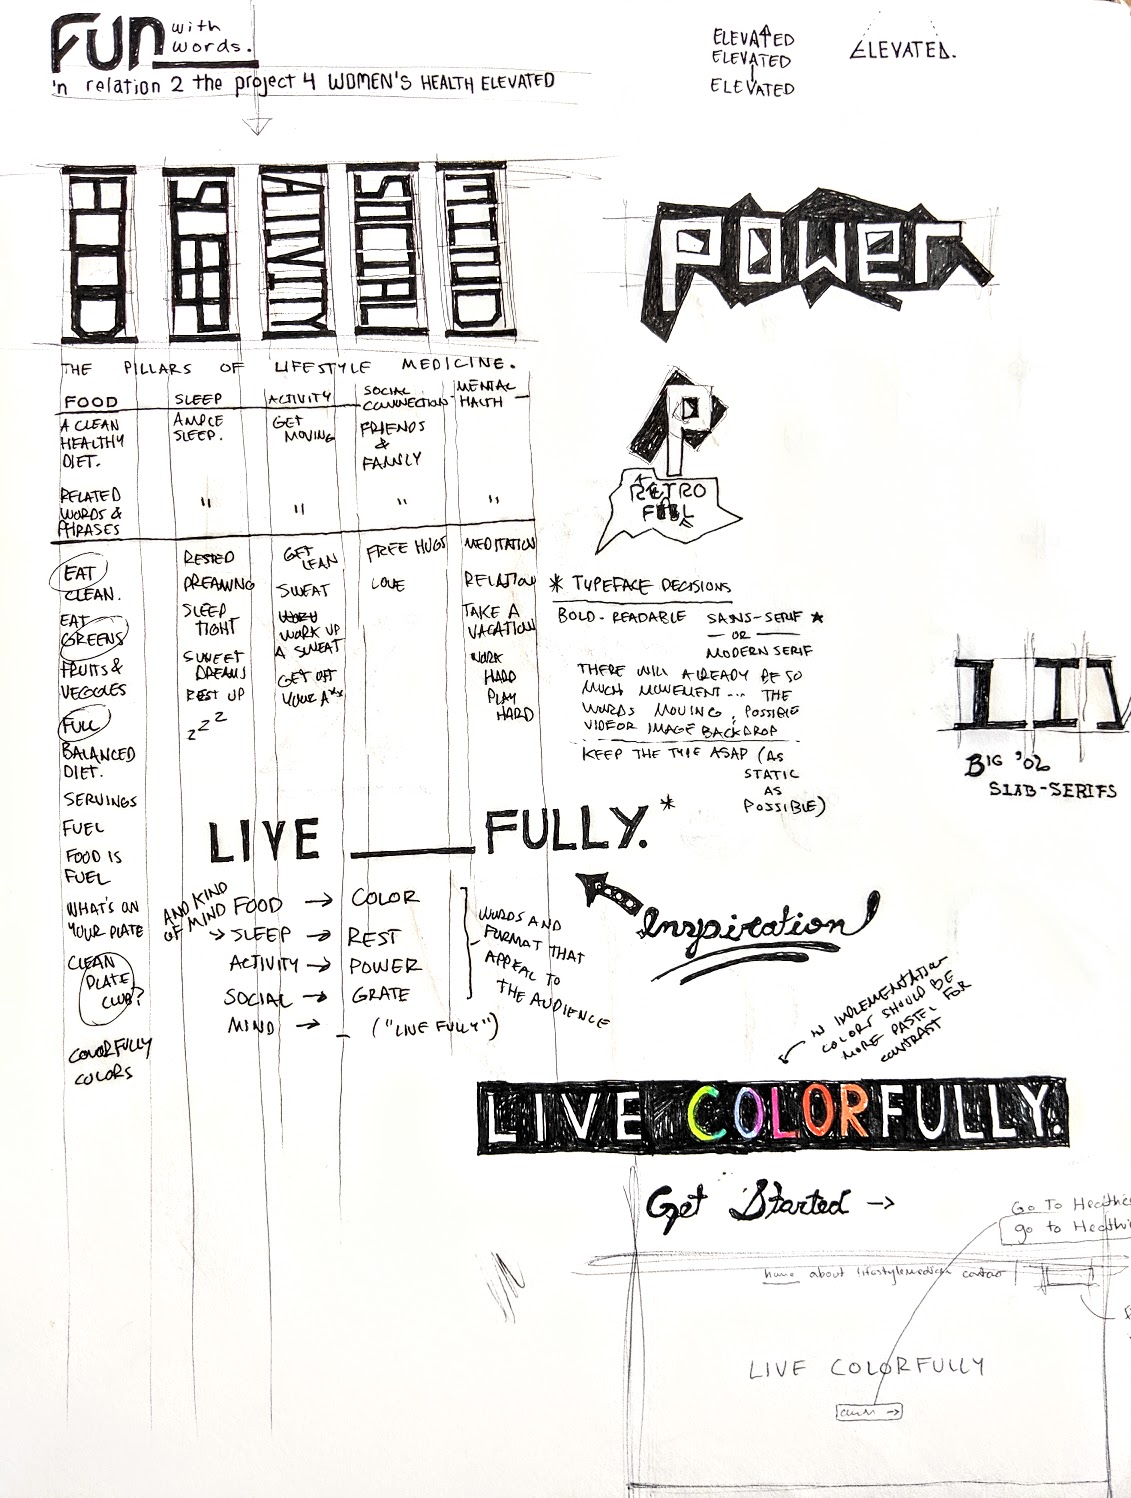 FUN with
words.
'n relation 2 the project 4 WOMEN'S HEALTH ELEVATED
ELEVATED
ELEVATED
ELEVATED
ELEVATED.
FOOD
SLEEP
ACTIVITY
SOCIAL
MIND
POWER
THE PILLARS OF LIFESTYLE MEDICINE.
FOOD
A CLEAN
HEALTHY
DIET.
RELATED
WORDS &
PHRASES
EAT
CLEAN.
EAT
GREENS
FRUITS &
VEGGIES
FULL
BALANCED
DIET.
SERVINGS
FUEL
FOOD IS
FUEL
WHAT'S ON
YOUR PLATE
CLEAN
PLATE
CLUB?
COLORFULLY
COLORS
SLEEP
AMPLE
SLEEP.
"
RESTED
DREAMING
SLEEP
TIGHT
SWEET
DREAMS
REST UP
zzz
ACTIVITY
GET
MOVING
"
GET
LEAN
SWEAT
WORK UP
A SWEAT
GET OFF
YOUR A**
SOCIAL
CONNECTION
FRIENDS
&
FAMILY
"
FREE HUGS
LOVE
MENTAL
HEALTH
"
MEDITATION
RELATION
TAKE A
VACATION
WORK
HARD
PLAY
HARD
P
RETRO
FEEL
* TYPEFACE DECISIONS
BOLD - READABLE SANS-SERIF *
OR
MODERN SERIF
THERE WILL ALREADY BE SO
MUCH MOVEMENT... THE
WORDS MOVING, POSSIBLE
VIDEO OR IMAGE BACKDROP
KEEP THE TYPE ASAP (AS
STATIC
AS
POSSIBLE)
LIV
BIG 'OL
SLAB-SERIFS
LIVE ____ FULLY.*
Inspiration
AND KIND
OF MIND
FOOD → COLOR
SLEEP → REST
ACTIVITY → POWER
SOCIAL → GRATE
MIND → _ ("LIVE FULLY")
WORDS AND
FORMAT THAT
APPEAL TO
THE AUDIENCE
IN IMPLEMENTATION
COLORS SHOULD BE
MORE PASTEL FOR
CONTRAST
LIVE COLORFULLY.
Get Started →
Go To
go to
home about lifestyle medicine contact
LIVE COLORFULLY